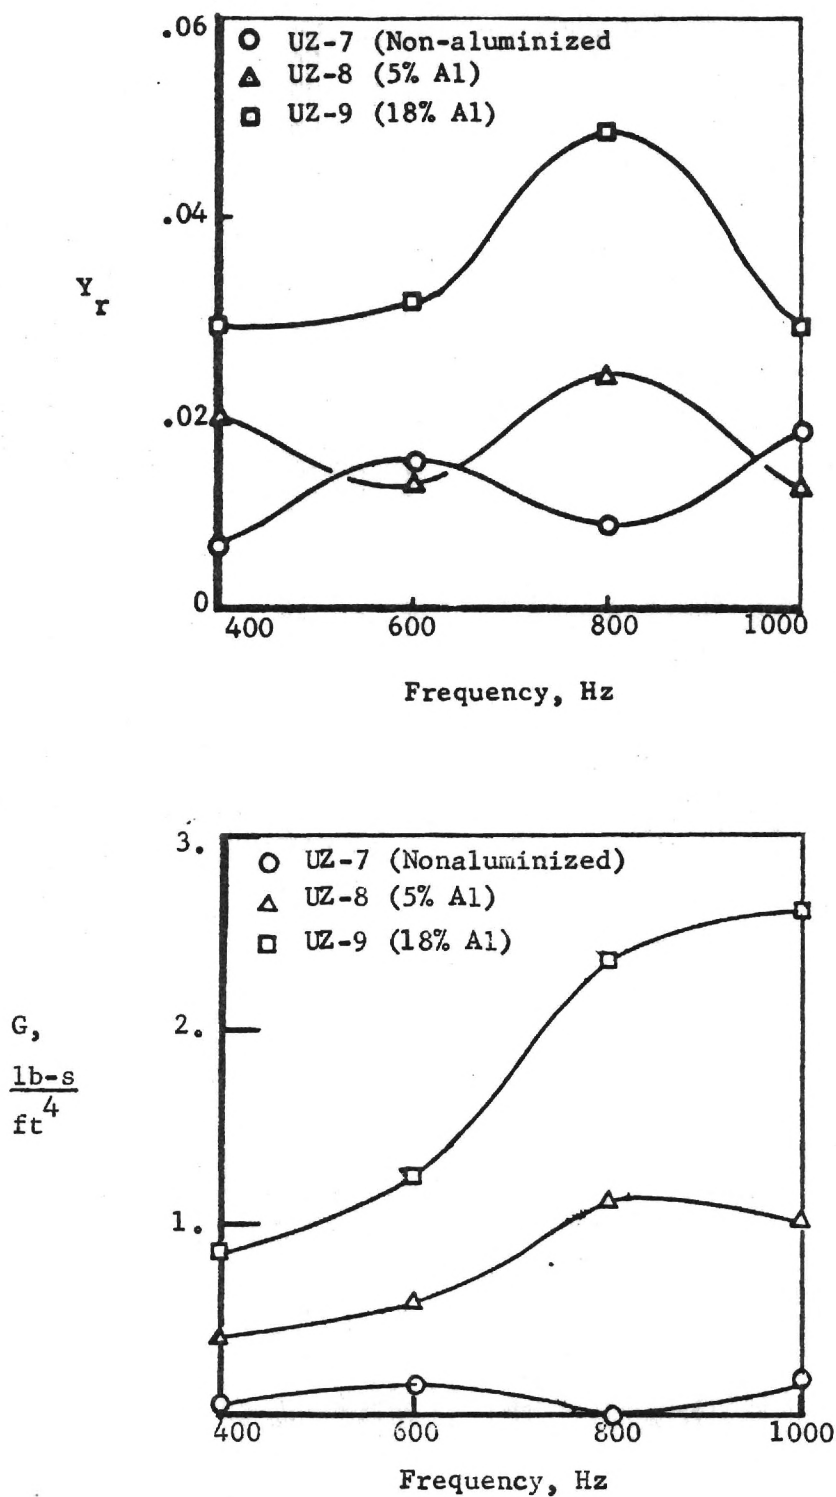 .06
UZ-7 (Non-aluminized
UZ-8 (5% Al)
UZ-9 (18% Al)
.04
Yr
.02
0
400 600 800 1000
Frequency, Hz
3.
UZ-7 (Nonaluminized)
UZ-8 (5% Al)
UZ-9 (18% Al)
2.
G,
lb-s
ft4
1.
400 600 800 1000
Frequency, Hz